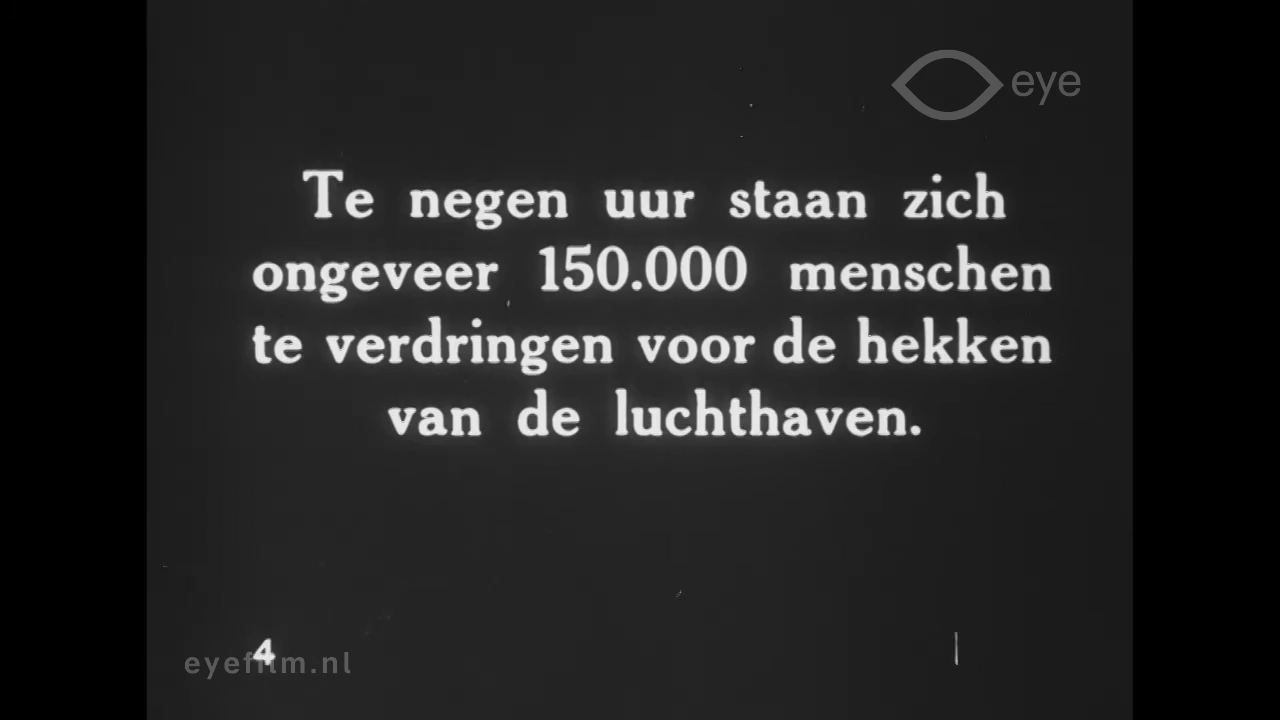 eye
Te negen uur staan zich
ongeveer 150.000 menschen
te verdringen voor de hekken
van de luchthaven.
4
eyefilm.nl